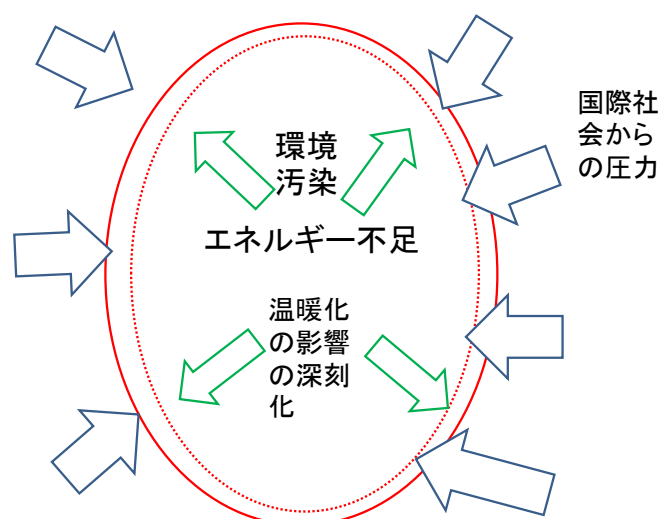 国際社
会から
の圧力
環境
汚染
エネルギー不足
温暖化
の影響
の深刻
化